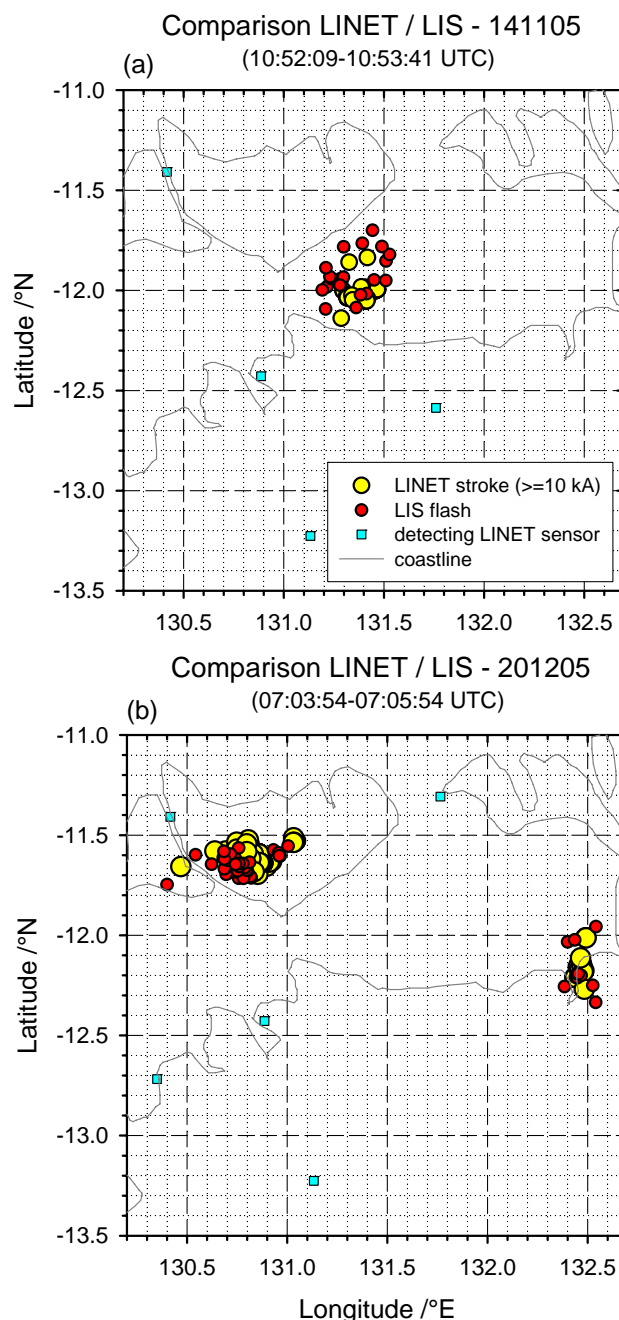 Comparison LINET / LIS - 141105
(a)
(10:52:09-10:53:41 UTC)
-11.0
-11.5
-12.0
-12.5
-13.0
-13.5
Latitude /°N
LINET stroke (>=10 kA)
LIS flash
detecting LINET sensor
coastline
130.5 131.0 131.5 132.0 132.5
Comparison LINET / LIS - 201205
(b)
(07:03:54-07:05:54 UTC)
-11.0
-11.5
-12.0
-12.5
-13.0
-13.5
Latitude /°N
130.5 131.0 131.5 132.0 132.5
Longitude /°E